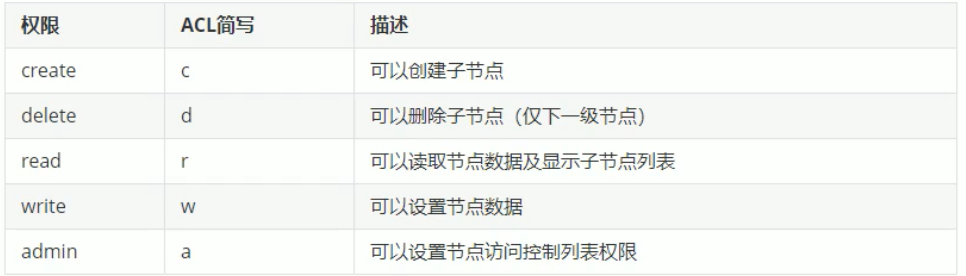 权限 ACL简写 描述
create c 可以创建子节点
delete d 可以删除子节点（仅下一级节点）
read r 可以读取节点数据及显示子节点列表
write w 可以设置节点数据
admin a 可以设置节点访问控制列表权限